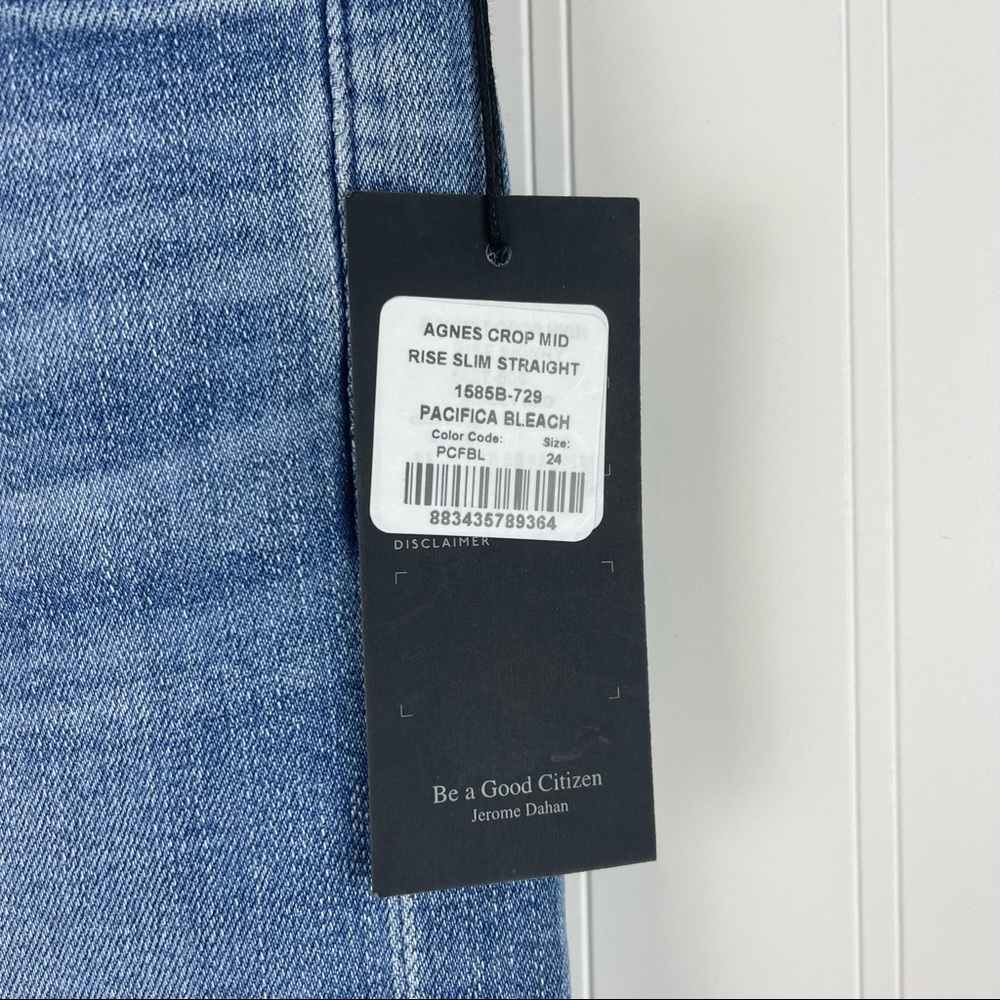 AGNES CROP MID
RISE SLIM STRAIGHT
1585B-729
PACIFICA BLEACH
Color Code: Size:
PCFBL 24
883435789364
DISCLAIMER
Be a Good Citizen
Jerome Dahan